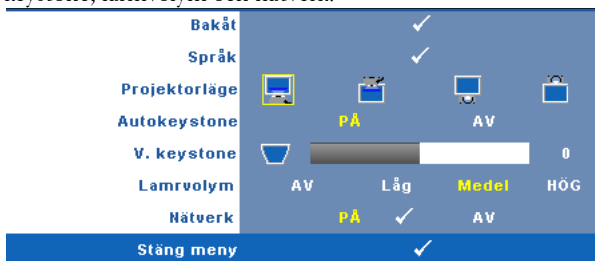 Bakåt
Språk
Projektorläge
Autokeystone PÅ AV
V. keystone 0
Lamrvolym AV Låg Medel HÖG
Nätverk PÅ AV
Stäng meny